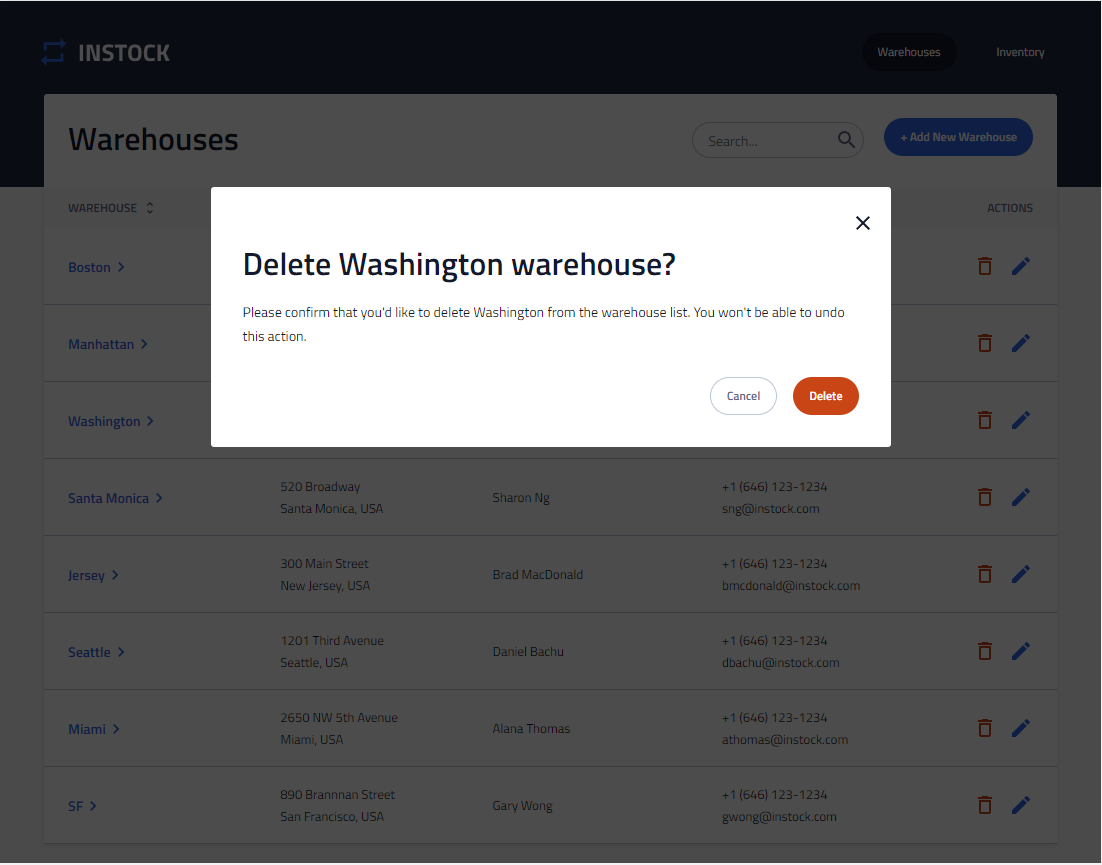 INSTOCK
Warehouses
Inventory
Warehouses
Search...
+ Add New Warehouse
WAREHOUSE
ACTIONS
Delete Washington warehouse?
Please confirm that you'd like to delete Washington from the warehouse list. You won't be able to undo
this action.
Cancel
Delete
Boston
Manhattan
Washington
Santa Monica
520 Broadway
Santa Monica, USA
Sharon Ng
+1 (646) 123-1234
sng@instock.com
Jersey
300 Main Street
New Jersey, USA
Brad MacDonald
+1 (646) 123-1234
bmcdonald@instock.com
Seattle
1201 Third Avenue
Seattle, USA
Daniel Bachu
+1 (646) 123-1234
dbachu@instock.com
Miami
2650 NW 5th Avenue
Miami, USA
Alana Thomas
+1 (646) 123-1234
athomas@instock.com
SF
890 Brannnan Street
San Francisco, USA
Gary Wong
+1 (646) 123-1234
gwong@instock.com